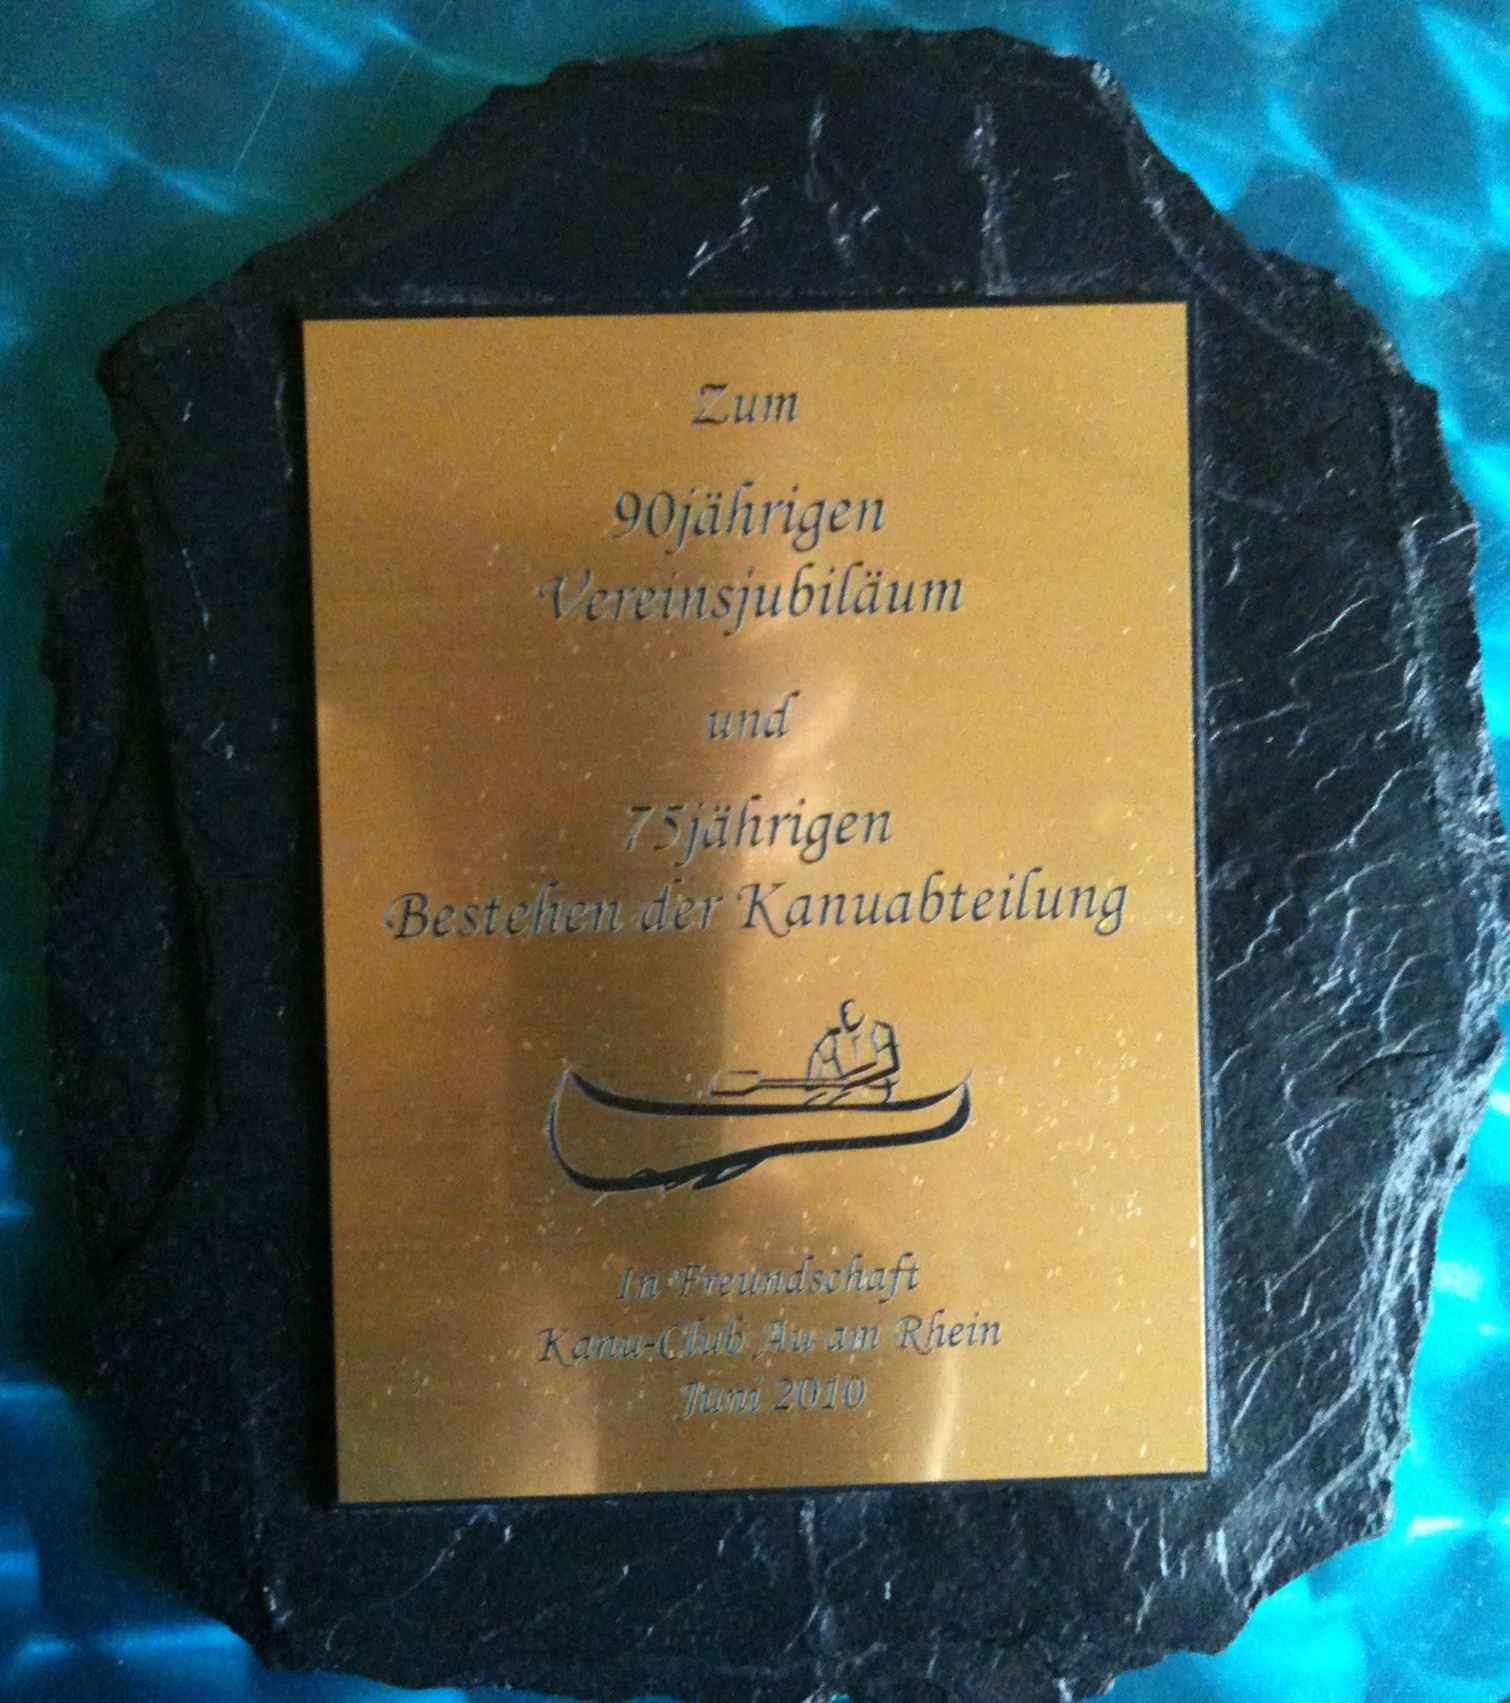 Zum
90jährigen
Vereinsjubiläum
und
75jährigen
Bestehen der Kanuabteilung
In Freundschaft
Kanu-Club Au am Rhein
Juni 2010